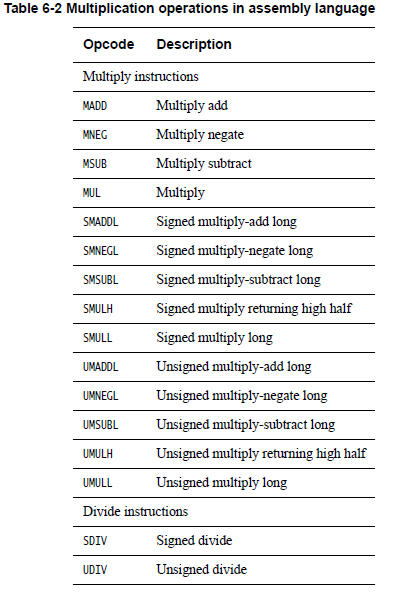 Table 6-2 Multiplication operations in assembly language
Opcode Description
Multiply instructions
MADD Multiply add
MNEG Multiply negate
MSUB Multiply subtract
MUL Multiply
SMADDL Signed multiply-add long
SMNEGL Signed multiply-negate long
SMSUBL Signed multiply-subtract long
SMULH Signed multiply returning high half
SMULL Signed multiply long
UMADDL Unsigned multiply-add long
UMNEGL Unsigned multiply-negate long
UMSUBL Unsigned multiply-subtract long
UMULH Unsigned multiply returning high half
UMULL Unsigned multiply long
Divide instructions
SDIV Signed divide
UDIV Unsigned divide